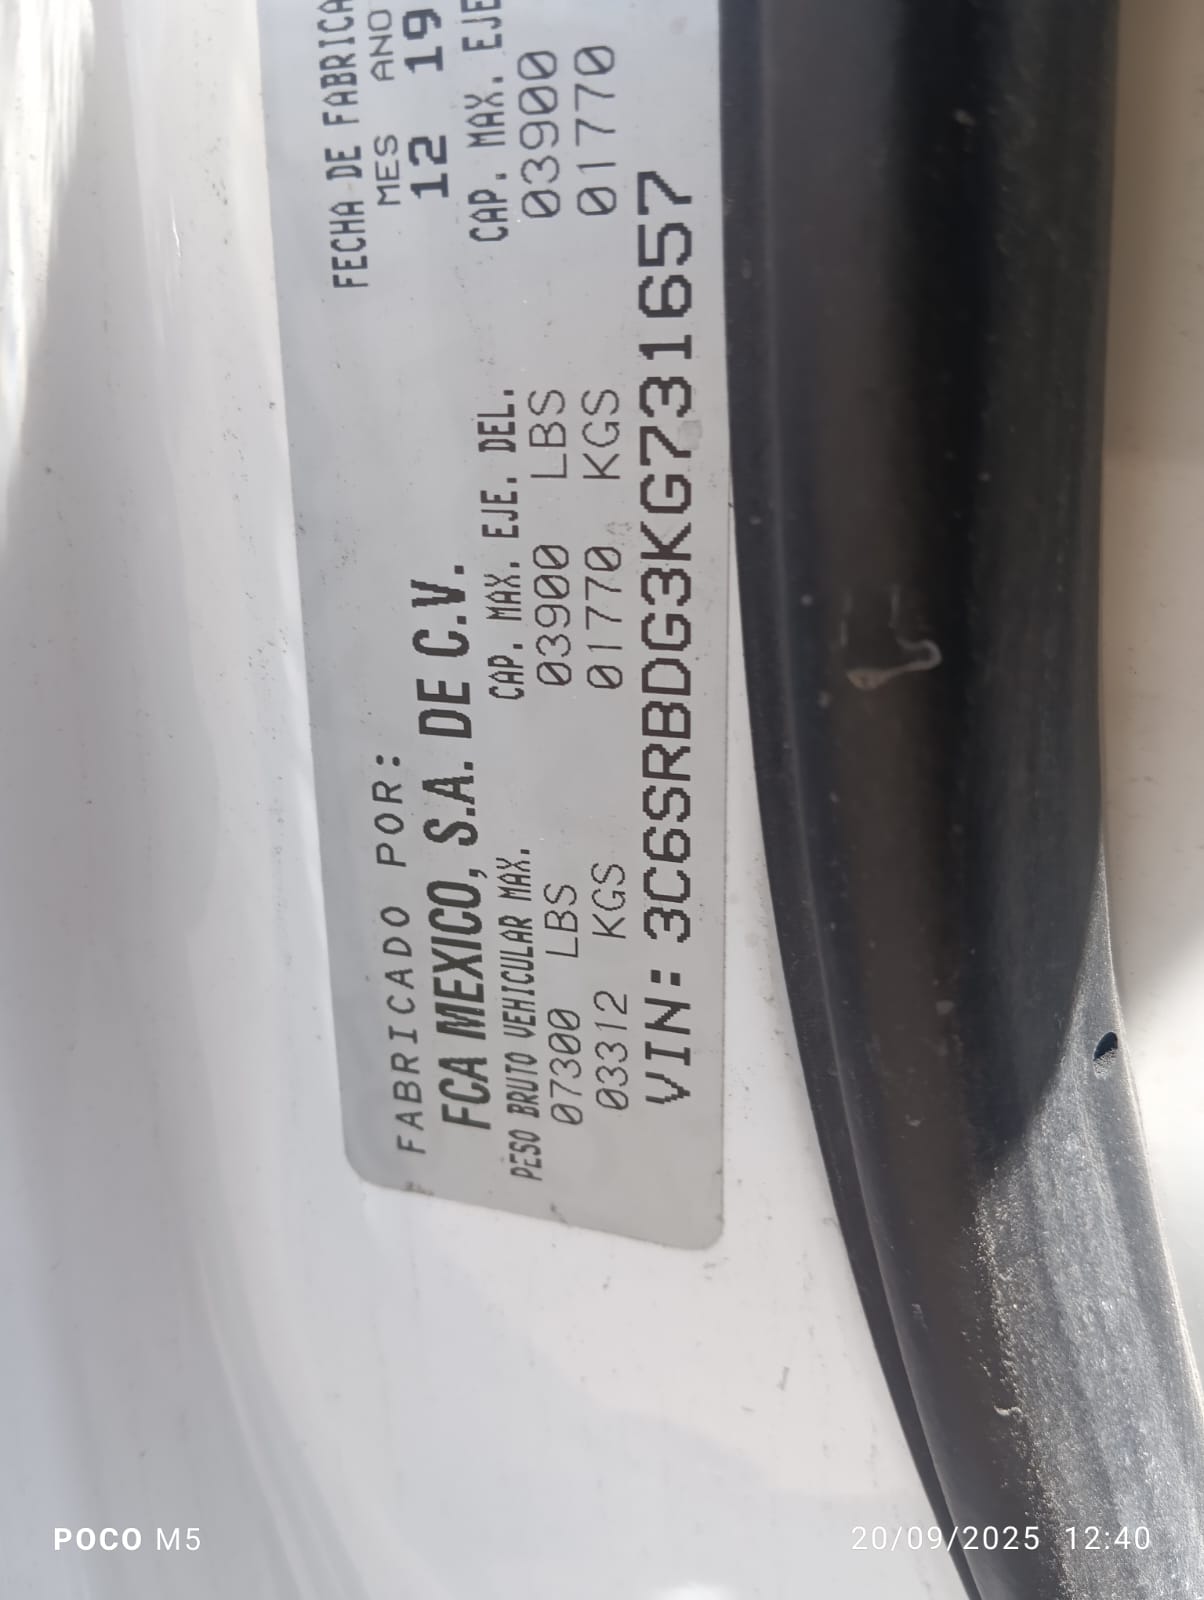 FECHA DE FABRICA
MES ANO
12 19
FABRICADO POR:
FCA MEXICO, S.A. DE C.V.
PESO BRUTO VEHICULAR MAX. CAP. MAX. EJE. DEL. CAP. MAX. EJE
07300 LBS 03900 LBS 03900
03312 KGS 01770 KGS 01770
VIN: 3C6SRBDG3KG731657
POCO M5
20/09/2025 12:40